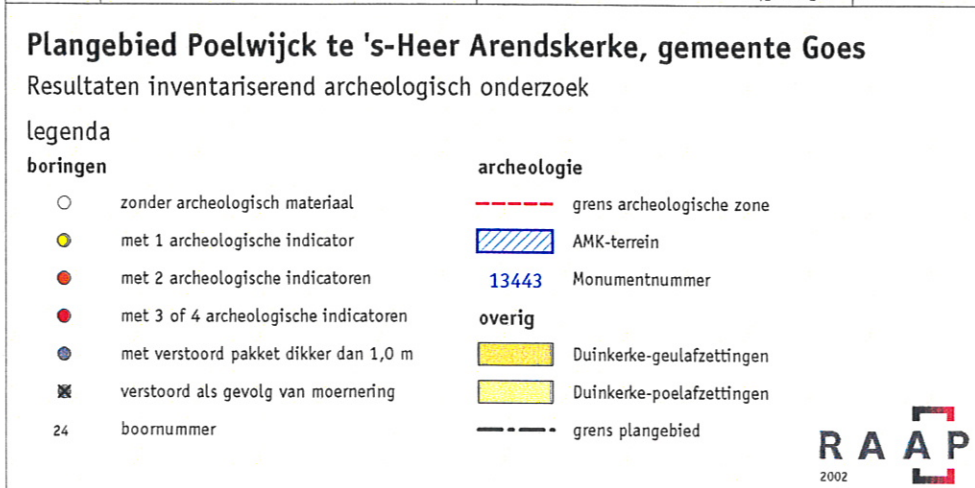 Plangebied Poelwijck te 's-Heer Arendskerke, gemeente Goes
Resultaten inventariserend archeologisch onderzoek
legenda
boringen
zonder archeologisch materiaal
met 1 archeologische indicator
met 2 archeologische indicatoren
met 3 of 4 archeologische indicatoren
met verstoord pakket dikker dan 1,0 m
verstoord als gevolg van moernering
24 boornummer
archeologie
grens archeologische zone
AMK-terrein
13443 Monumentnummer
overig
Duinkerke-geulafzettingen
Duinkerke-poelafzettingen
grens plangebied
RAAP
2002